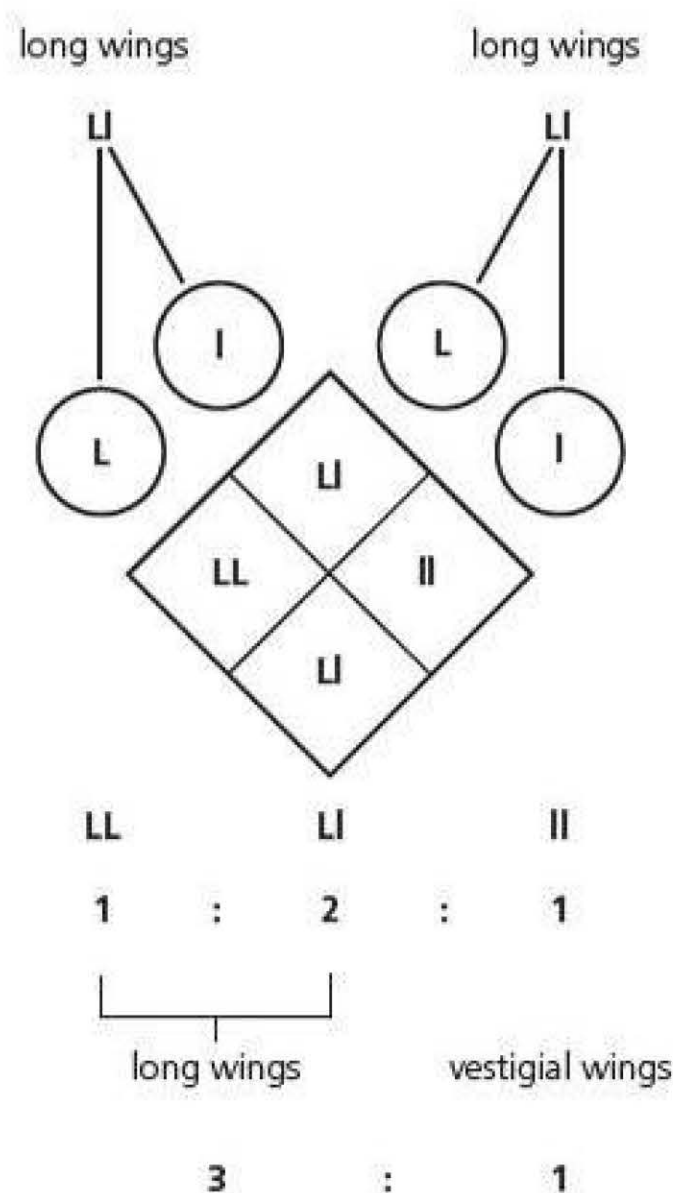 long wings long wings
Ll Ll
l L
L l
Ll
LL ll
Ll
LL Ll ll
1 : 2 : 1
long wings vestigial wings
3 : 1